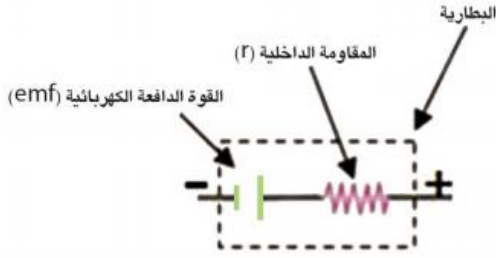 البطارية
المقاومة الداخلية (r)
القوة الدافعة الكهربائية (emf)
- +